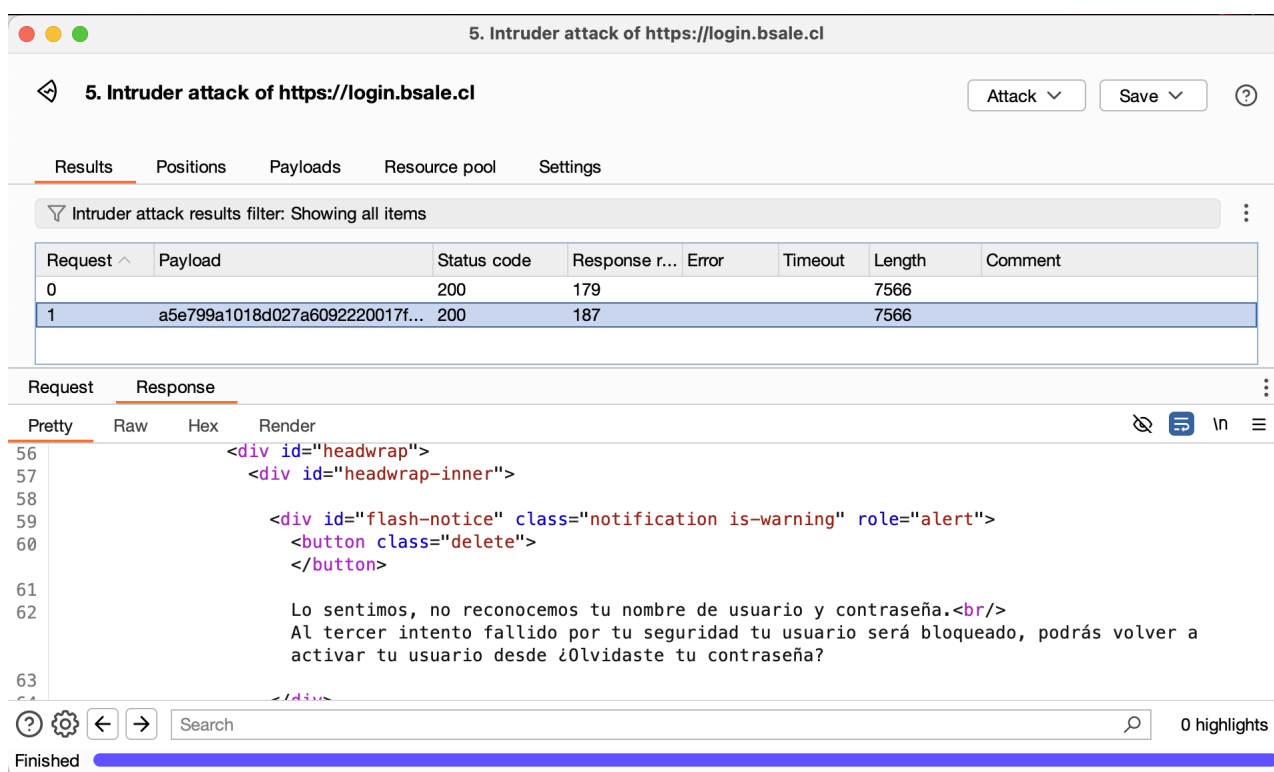 5. Intruder attack of https://login.bsale.cl
5. Intruder attack of https://login.bsale.cl
Attack
Save
Results Positions Payloads Resource pool Settings
Intruder attack results filter: Showing all items
Request Payload Status code Response r... Error Timeout Length Comment
0 200 179 7566
1 a5e799a1018d027a6092220017f... 200 187 7566
Request Response
Pretty Raw Hex Render \n
56 <div id="headwrap">
57 <div id="headwrap-inner">
58
59 <div id="flash-notice" class="notification is-warning" role="alert">
60 <button class="delete">
</button>
61
62 Lo sentimos, no reconocemos tu nombre de usuario y contraseña.<br/>
Al tercer intento fallido por tu seguridad tu usuario será bloqueado, podrás volver a
activar tu usuario desde ¿Olvidaste tu contraseña?
63
64 </div>
Search 0 highlights
Finished